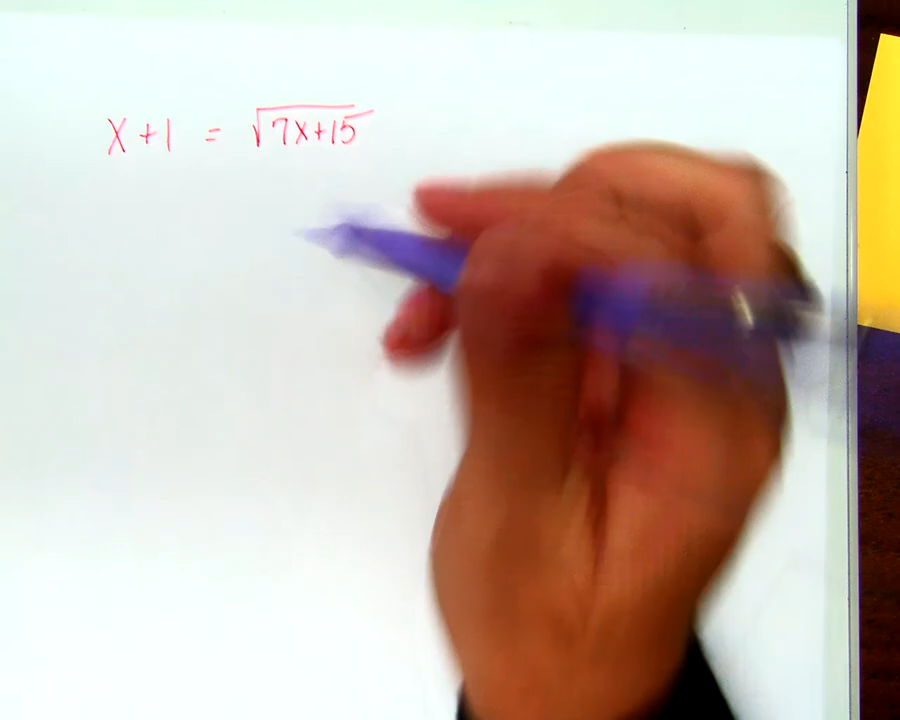 x + 1 = √7x+15